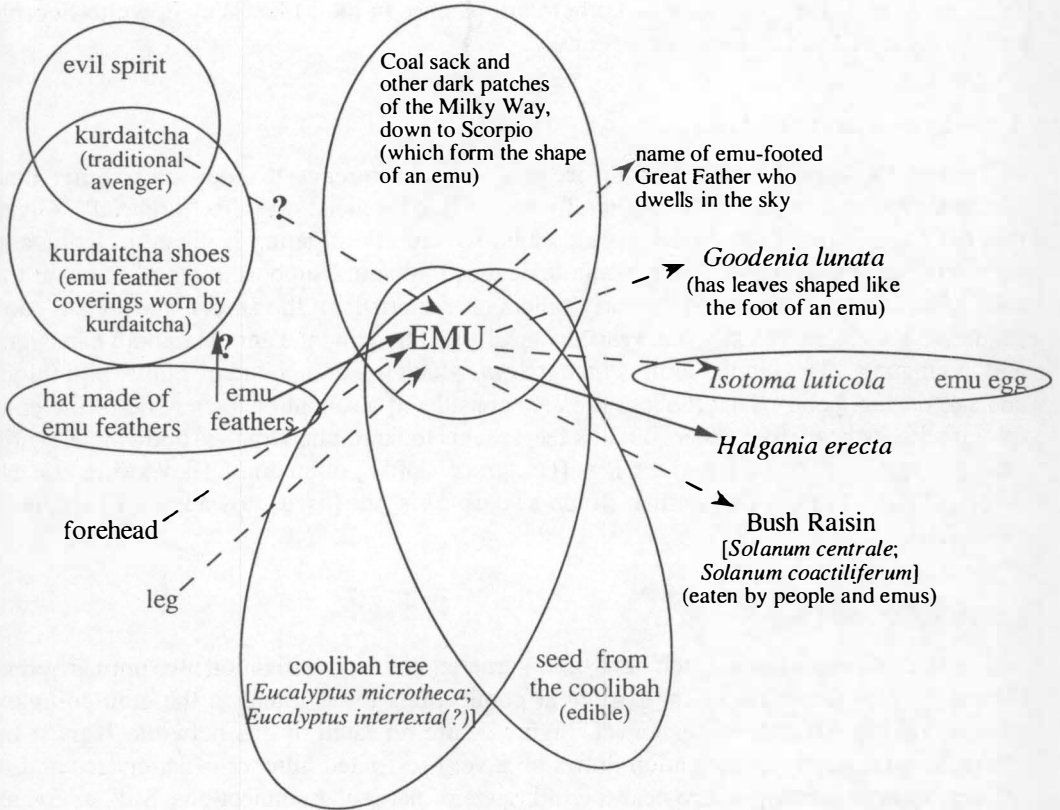 evil spirit
kurdaitcha
(traditional
avenger)
?
kurdaitcha shoes
(emu feather foot
coverings worn by
kurdaitcha)
?
hat made of
emu feathers
emu
feathers
forehead
leg
Coal sack and
other dark patches
of the Milky Way,
down to Scorpio
(which form the shape
of an emu)
EMU
name of emu-footed
Great Father who
dwells in the sky
Goodenia lunata
(has leaves shaped like
the foot of an emu)
Isotoma luticola
emu egg
Halgania erecta
Bush Raisin
[Solanum centrale;
Solanum coactiliferum]
(eaten by people and emus)
coolibah tree
[Eucalyptus microtheca;
Eucalyptus intertexta(?)]
seed from
the coolibah
(edible)